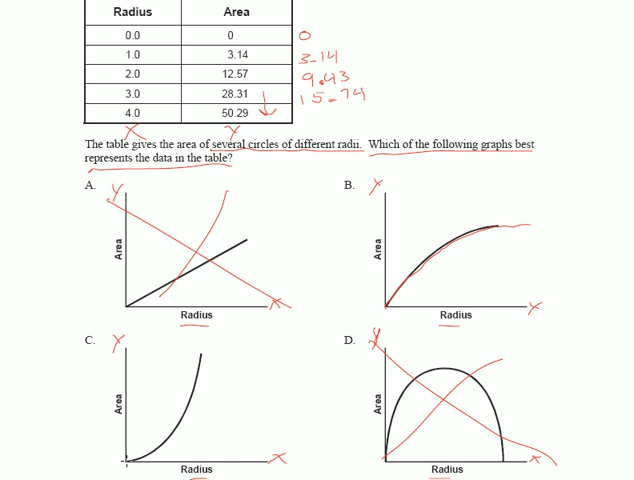 Radius Area
0.0 0 0
1.0 3.14 3.14
2.0 12.57 9.43
3.0 28.31 15.74
4.0 50.29
x y
The table gives the area of several circles of different radii. Which of the following graphs best
represents the data in the table?
A. y B. x
Area Area
x x
Radius Radius
C. x D. y
Area Area
x x
Radius Radius